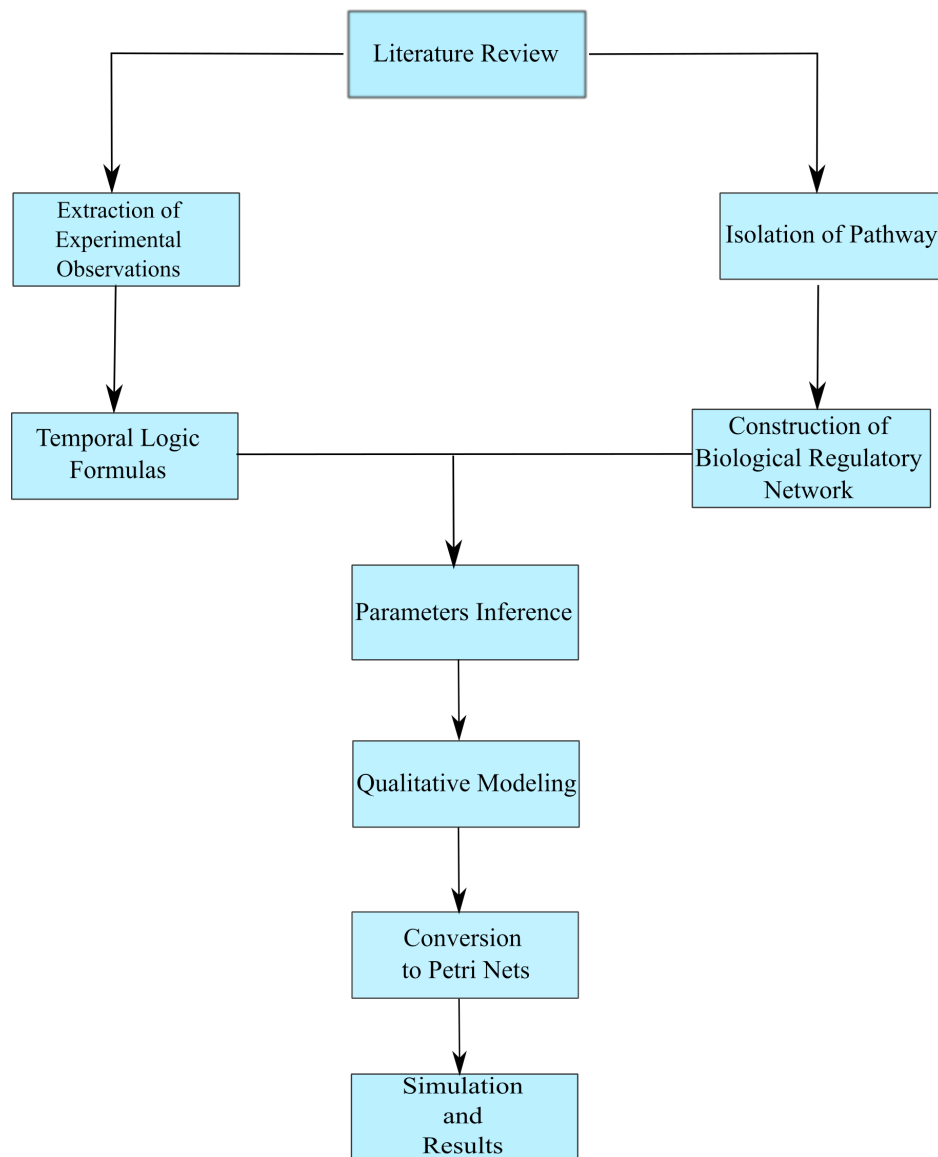 Literature Review
Extraction of
Experimental
Observations
Isolation of Pathway
Temporal Logic
Formulas
Construction of
Biological Regulatory
Network
Parameters Inference
Qualitative Modeling
Conversion
to Petri Nets
Simulation
and
Results